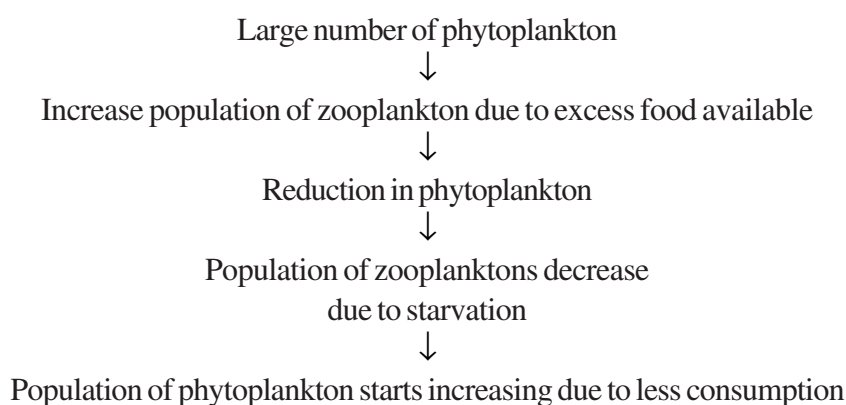 Large number of phytoplankton
↓
Increase population of zooplankton due to excess food available
↓
Reduction in phytoplankton
↓
Population of zooplanktons decrease
due to starvation
↓
Population of phytoplankton starts increasing due to less consumption